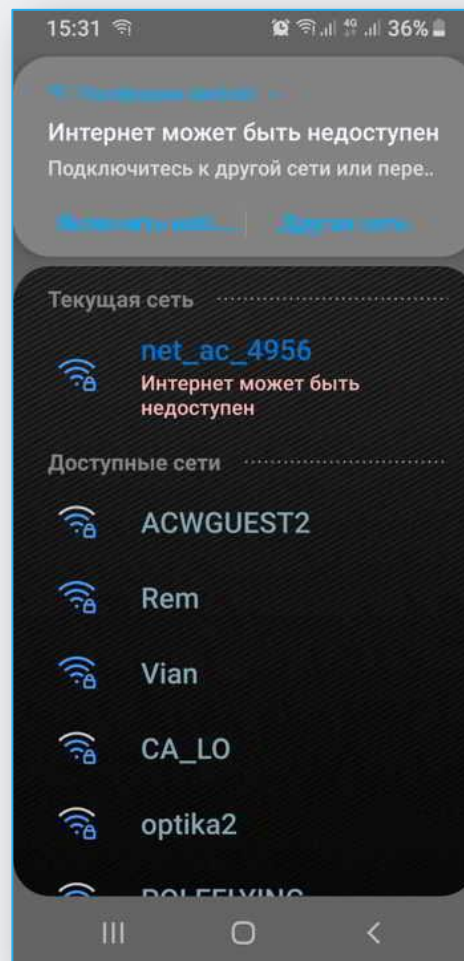 15:31 4G 36%
Интернет может быть недоступен
Подключитесь к другой сети или пере..
Текущая сеть
net_ac_4956
Интернет может быть
недоступен
Доступные сети
ACWGUEST2
Rem
Vian
CA_LO
optika2